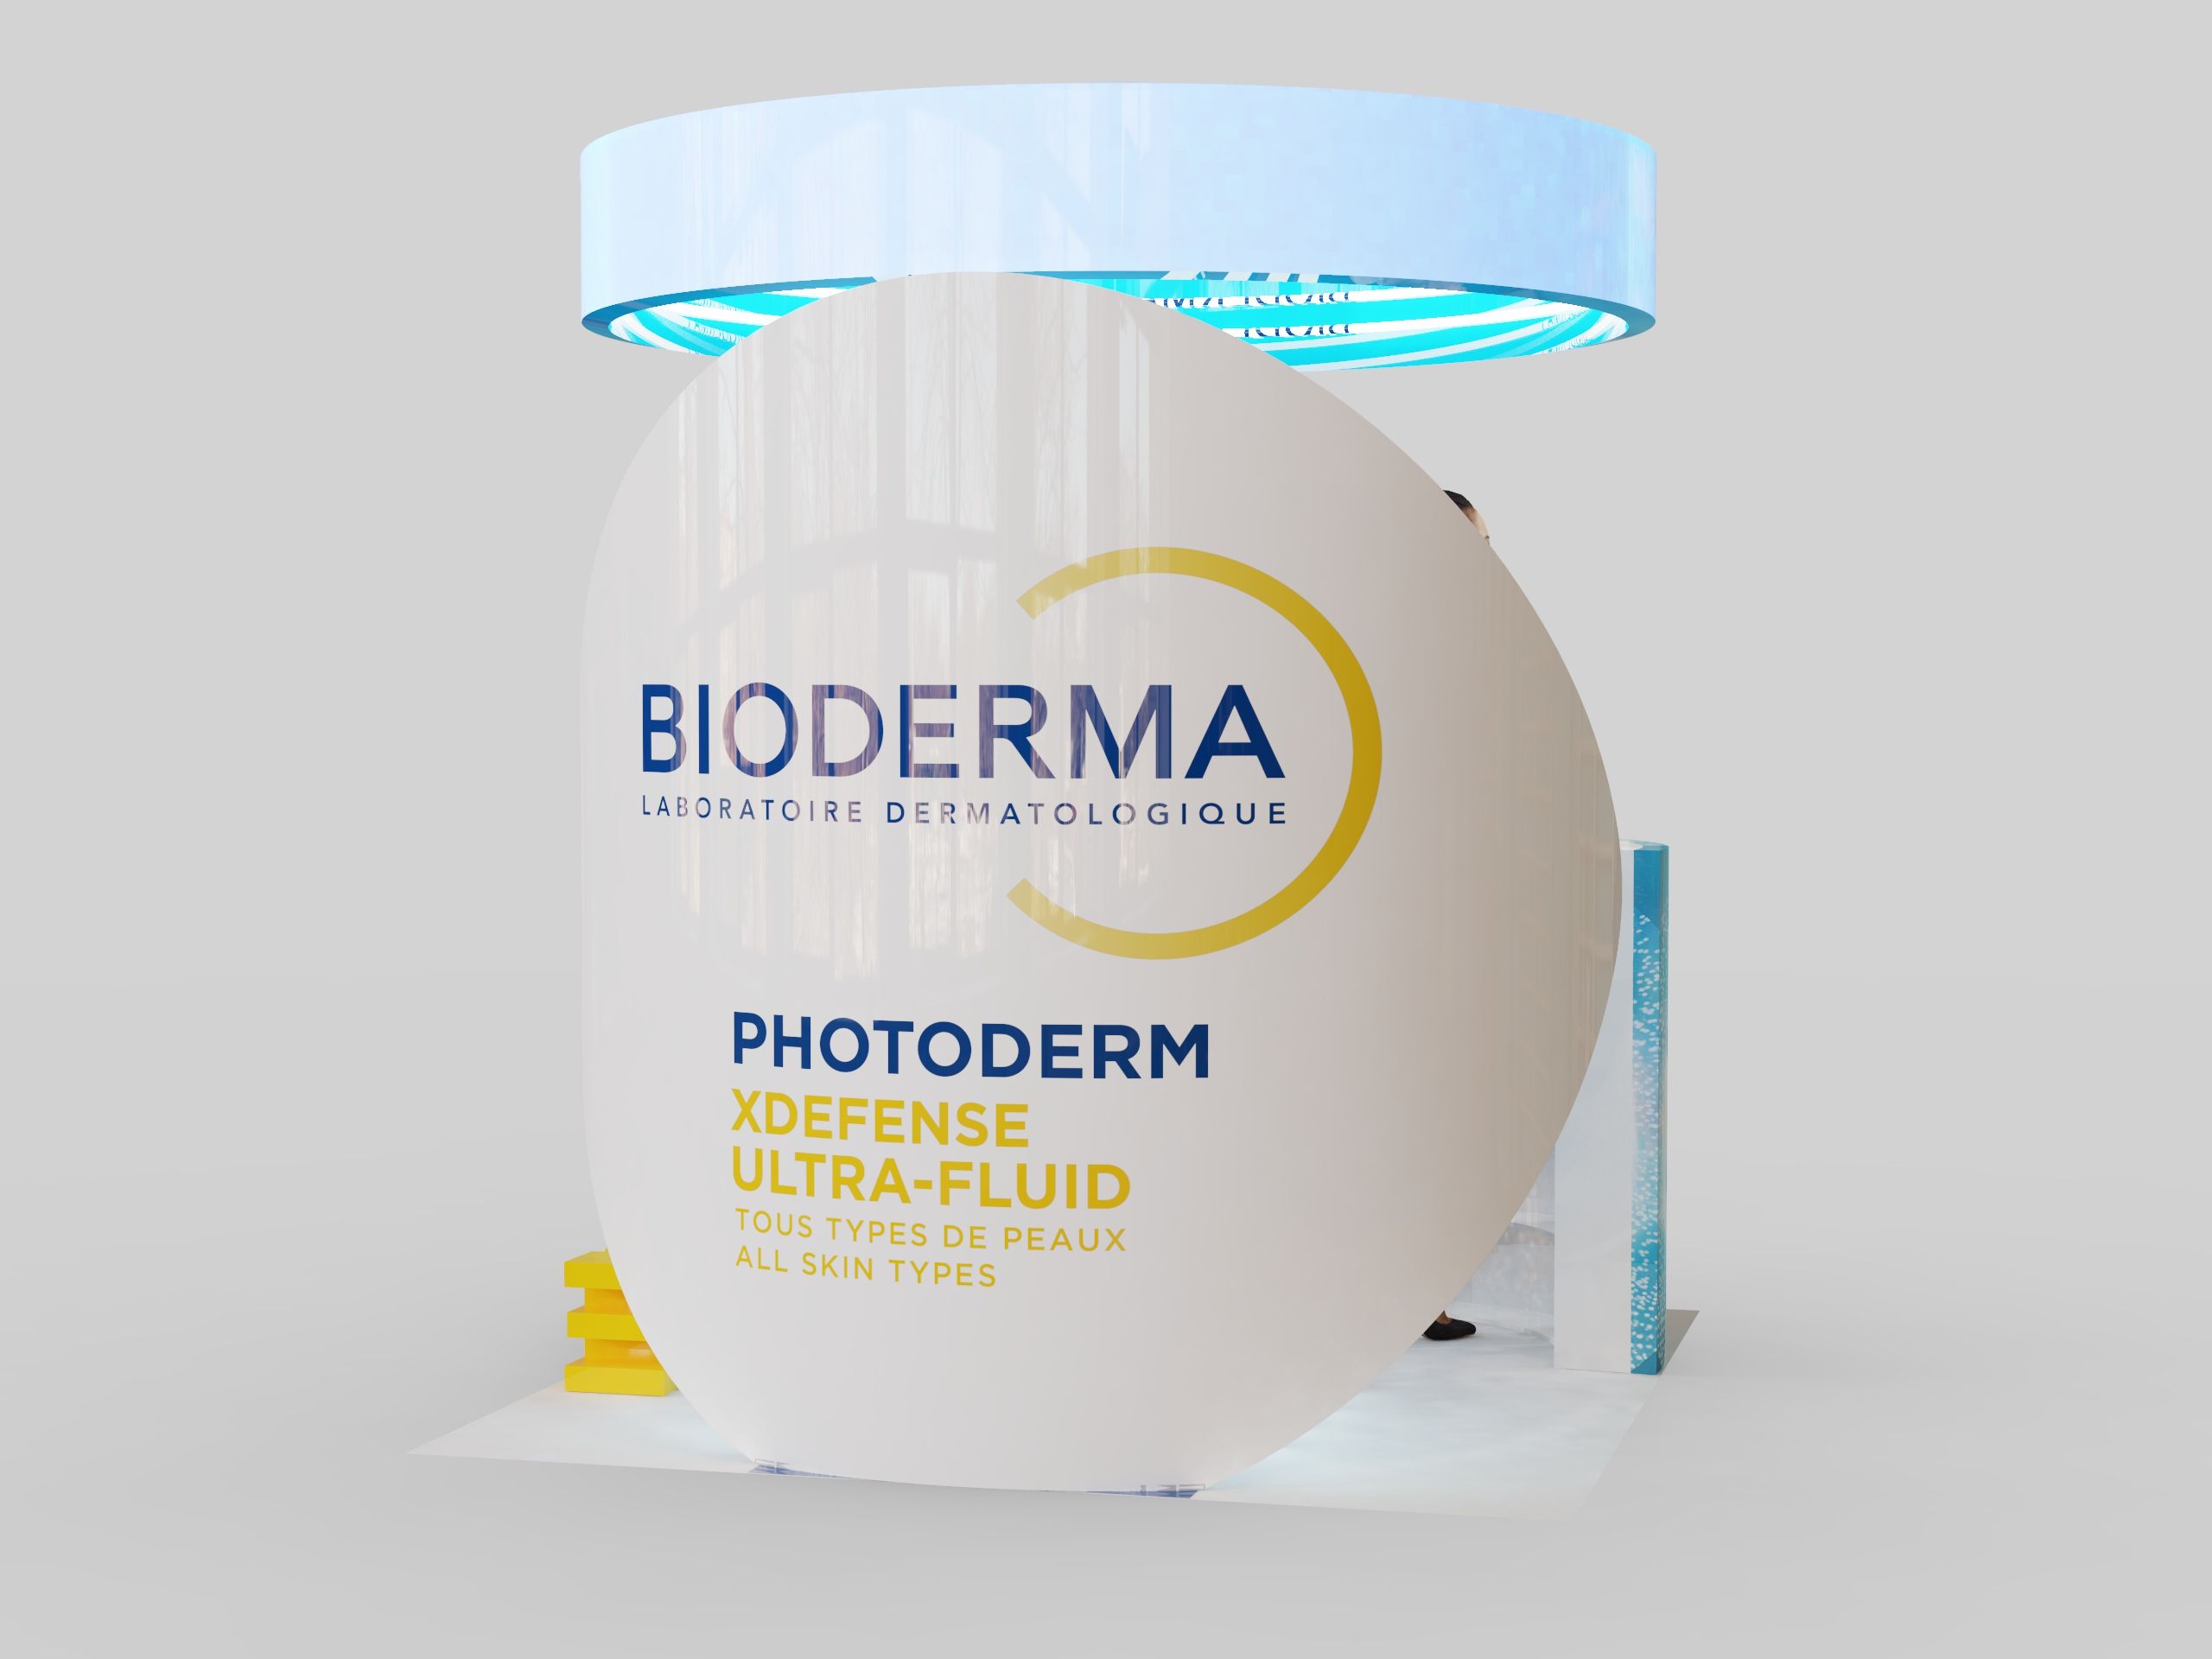 BIODERMA
LABORATOIRE DERMATOLOGIQUE
PHOTODERM
XDEFENSE
ULTRA-FLUID
TOUS TYPES DE PEAUX
ALL SKIN TYPES